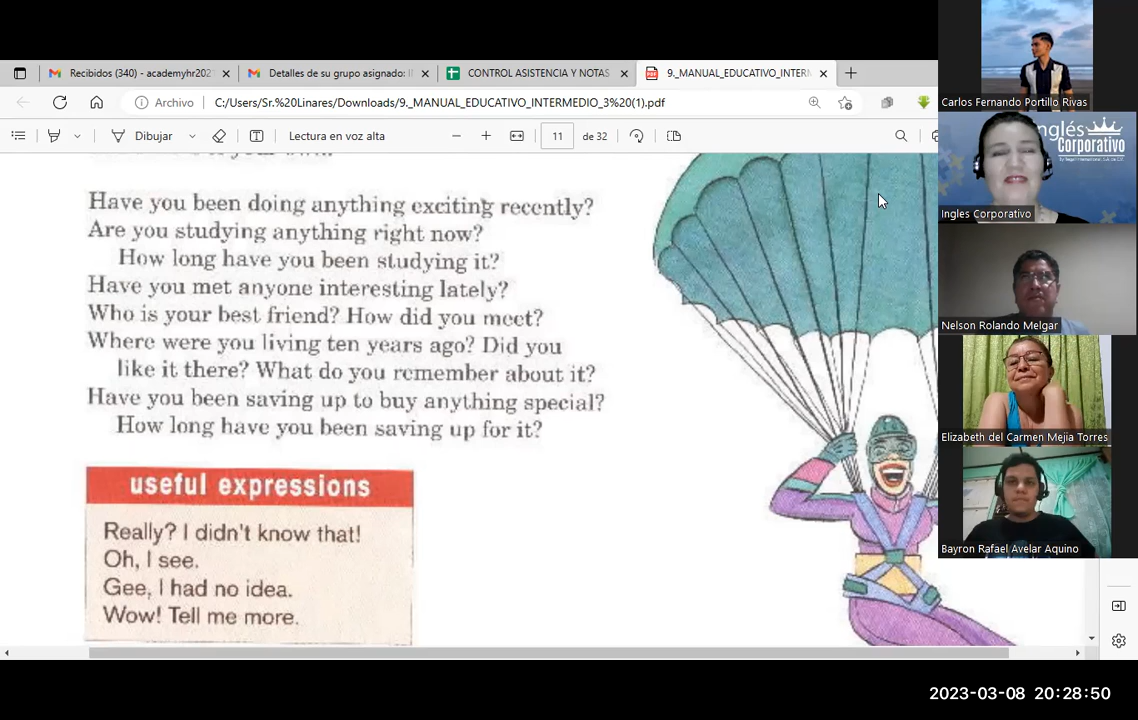 Recibidos (340) - academyhr202
Detalles de su grupo asignado: I
CONTROL ASISTENCIA Y NOTAS
9._MANUAL_EDUCATIVO_INTERM
Archivo
C:/Users/Sr.%20Linares/Downloads/9._MANUAL_EDUCATIVO_INTERMEDIO_3%20(1).pdf
Dibujar
Lectura en voz alta
11
de 32
Have you been doing anything exciting recently?
Are you studying anything right now?
How long have you been studying it?
Have you met anyone interesting lately?
Who is your best friend? How did you meet?
Where were you living ten years ago? Did you
like it there? What do you remember about it?
Have you been saving up to buy anything special?
How long have you been saving up for it?
useful expressions
Really? I didn't know that!
Oh, I see.
Gee, I had no idea.
Wow! Tell me more.
Carlos Fernando Portillo Rivas
Inglés
Corporativo
Ingles Corporativo
Nelson Rolando Melgar
Elizabeth del Carmen Mejia Torres
Bayron Rafael Avelar Aquino
2023-03-08 20:28:50